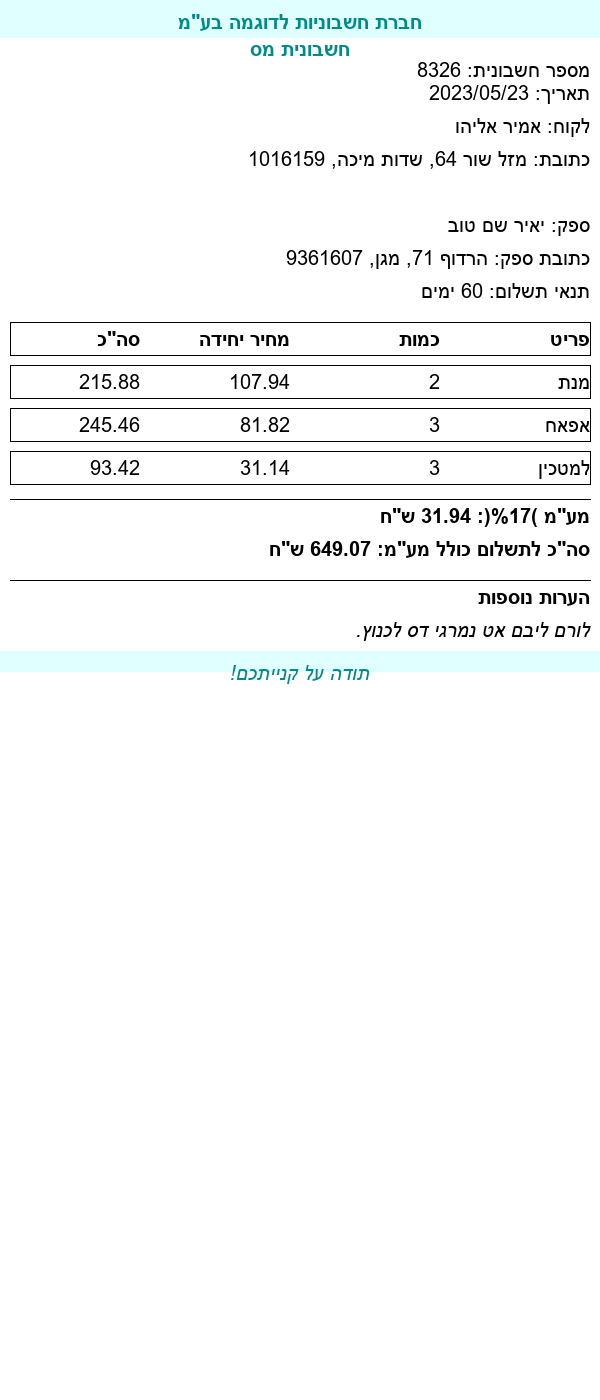 חברת חשבוניות לדוגמה בע"מ
חשבונית מס
מספר חשבונית: 8326
תאריך: 2023/05/23
לקוח: אמיר אליהו
כתובת: מזל שור 64, שדות מיכה, 1016159
ספק: יאיר שם טוב
כתובת ספק: הרדוף 71, מגן, 9361607
תנאי תשלום: 60 ימים
פריט כמות מחיר יחידה סה"כ
מנת 2 107.94 215.88
אפאח 3 81.82 245.46
למטכין 3 31.14 93.42
מע"מ (17%): 31.94 ש"ח
סה"כ לתשלום כולל מע"מ: 649.07 ש"ח
הערות נוספות
לורם ליבם אט נמרגי דס לכנוץ.
תודה על קנייתכם!